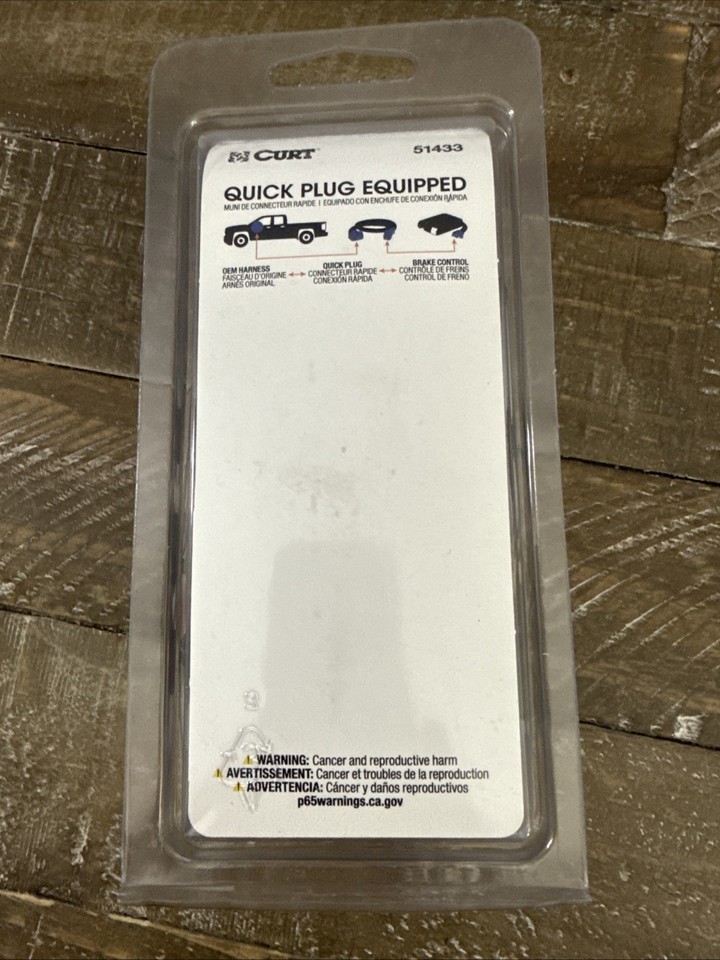 CURT 51433
QUICK PLUG EQUIPPED
MUNI DE CONNECTEUR RAPIDE | EQUIPADO CON ENCHUFE DE CONEXIÓN RÁPIDA
OEM HARNESS
FAISCEAU D'ORIGINE
ARNÉS ORIGINAL
QUICK PLUG
CONNECTEUR RAPIDE
CONEXIÓN RÁPIDA
BRAKE CONTROL
CONTRÔLE DE FREINS
CONTROL DE FRENO
⚠ WARNING: Cancer and reproductive harm
⚠ AVERTISSEMENT: Cancer et troubles de la reproduction
⚠ ADVERTENCIA: Cáncer y daños reproductivos
p65warnings.ca.gov